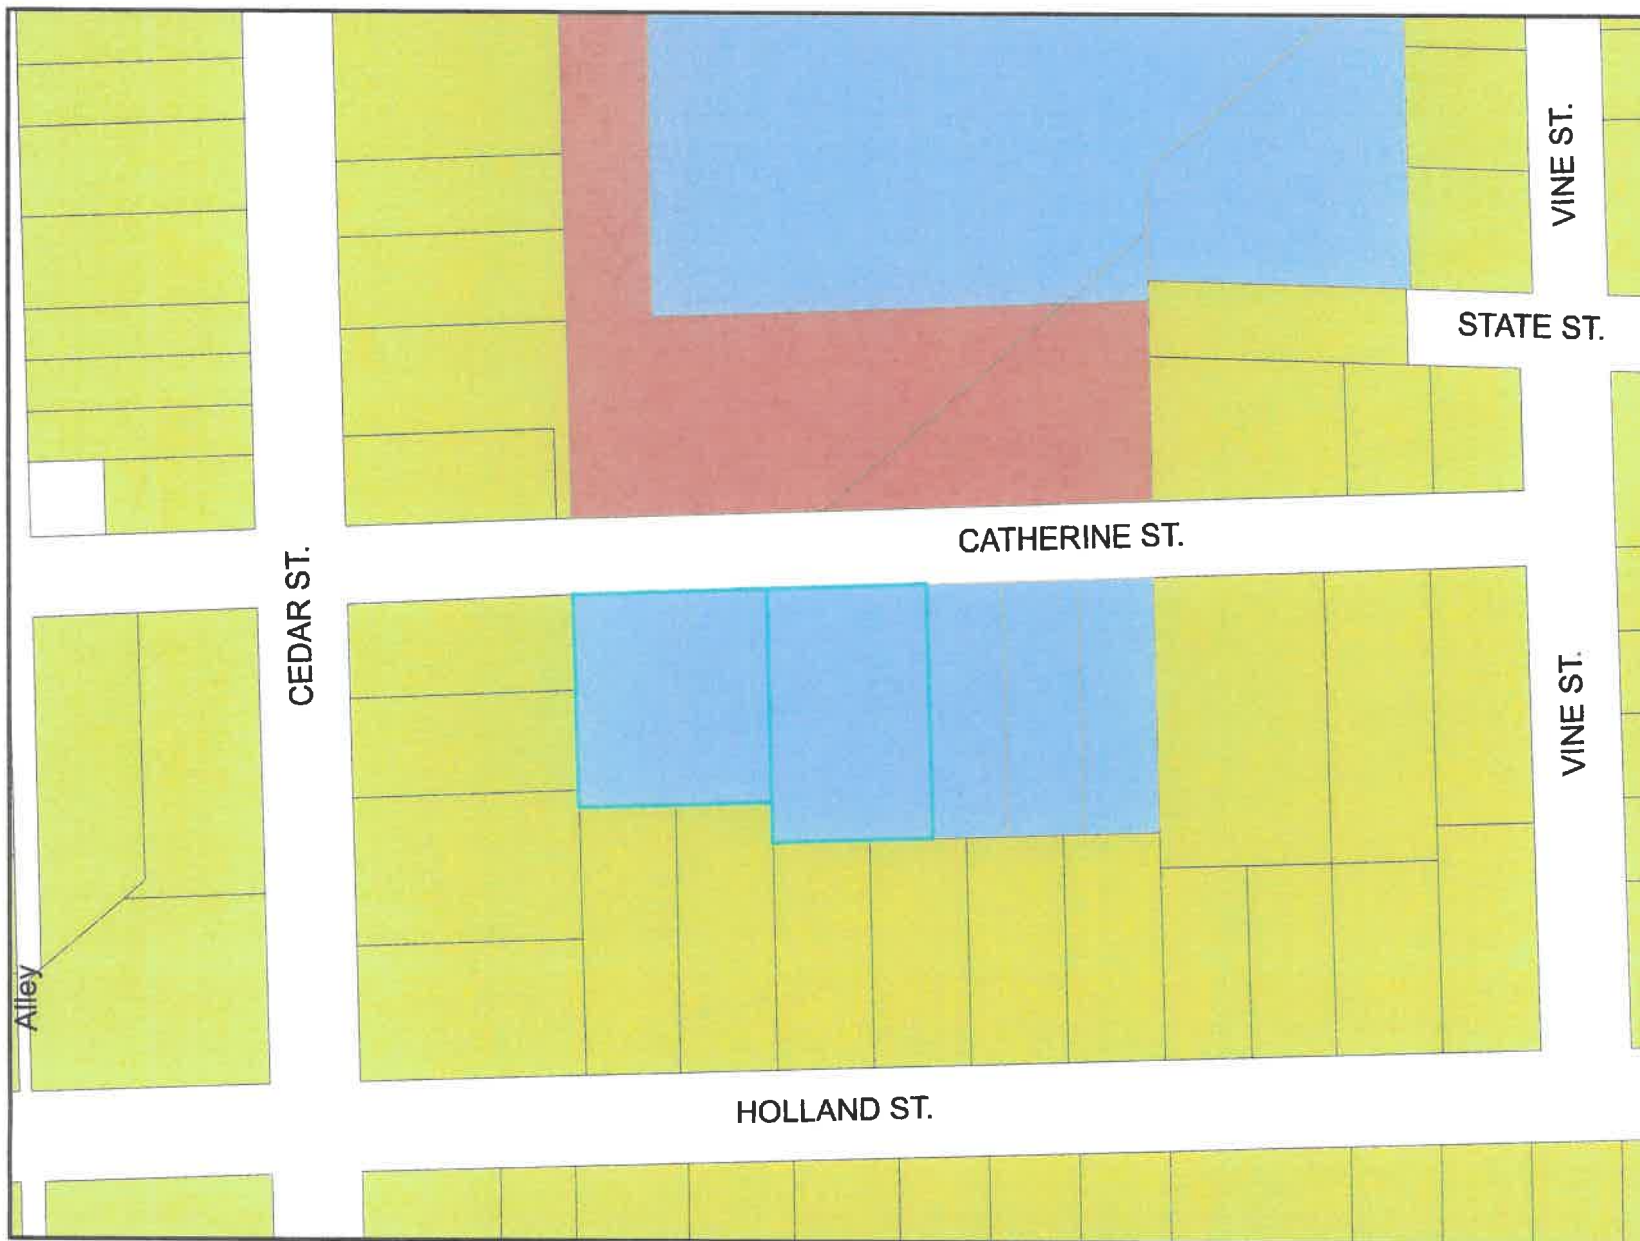 VINE ST.
STATE ST.
CATHERINE ST.
CEDAR ST.
VINE ST.
Alley
HOLLAND ST.